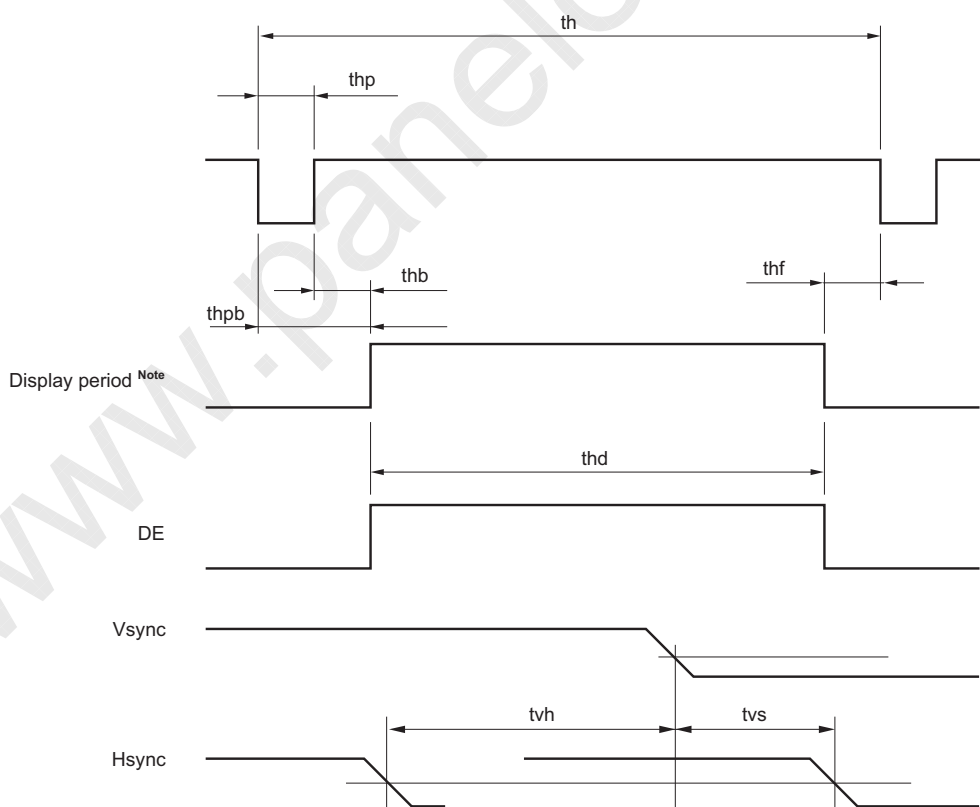 th
thp
thb
thf
thpb
Display period Note
thd
DE
Vsync
tvh
tvs
Hsync
www.panelo